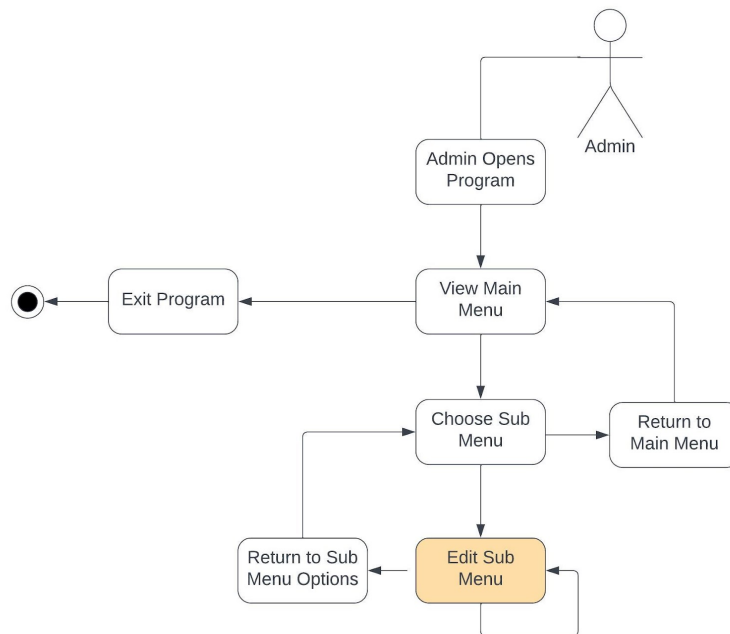 Admin
Admin Opens
Program
Exit Program
View Main
Menu
Choose Sub
Menu
Return to
Main Menu
Return to Sub
Menu Options
Edit Sub
Menu